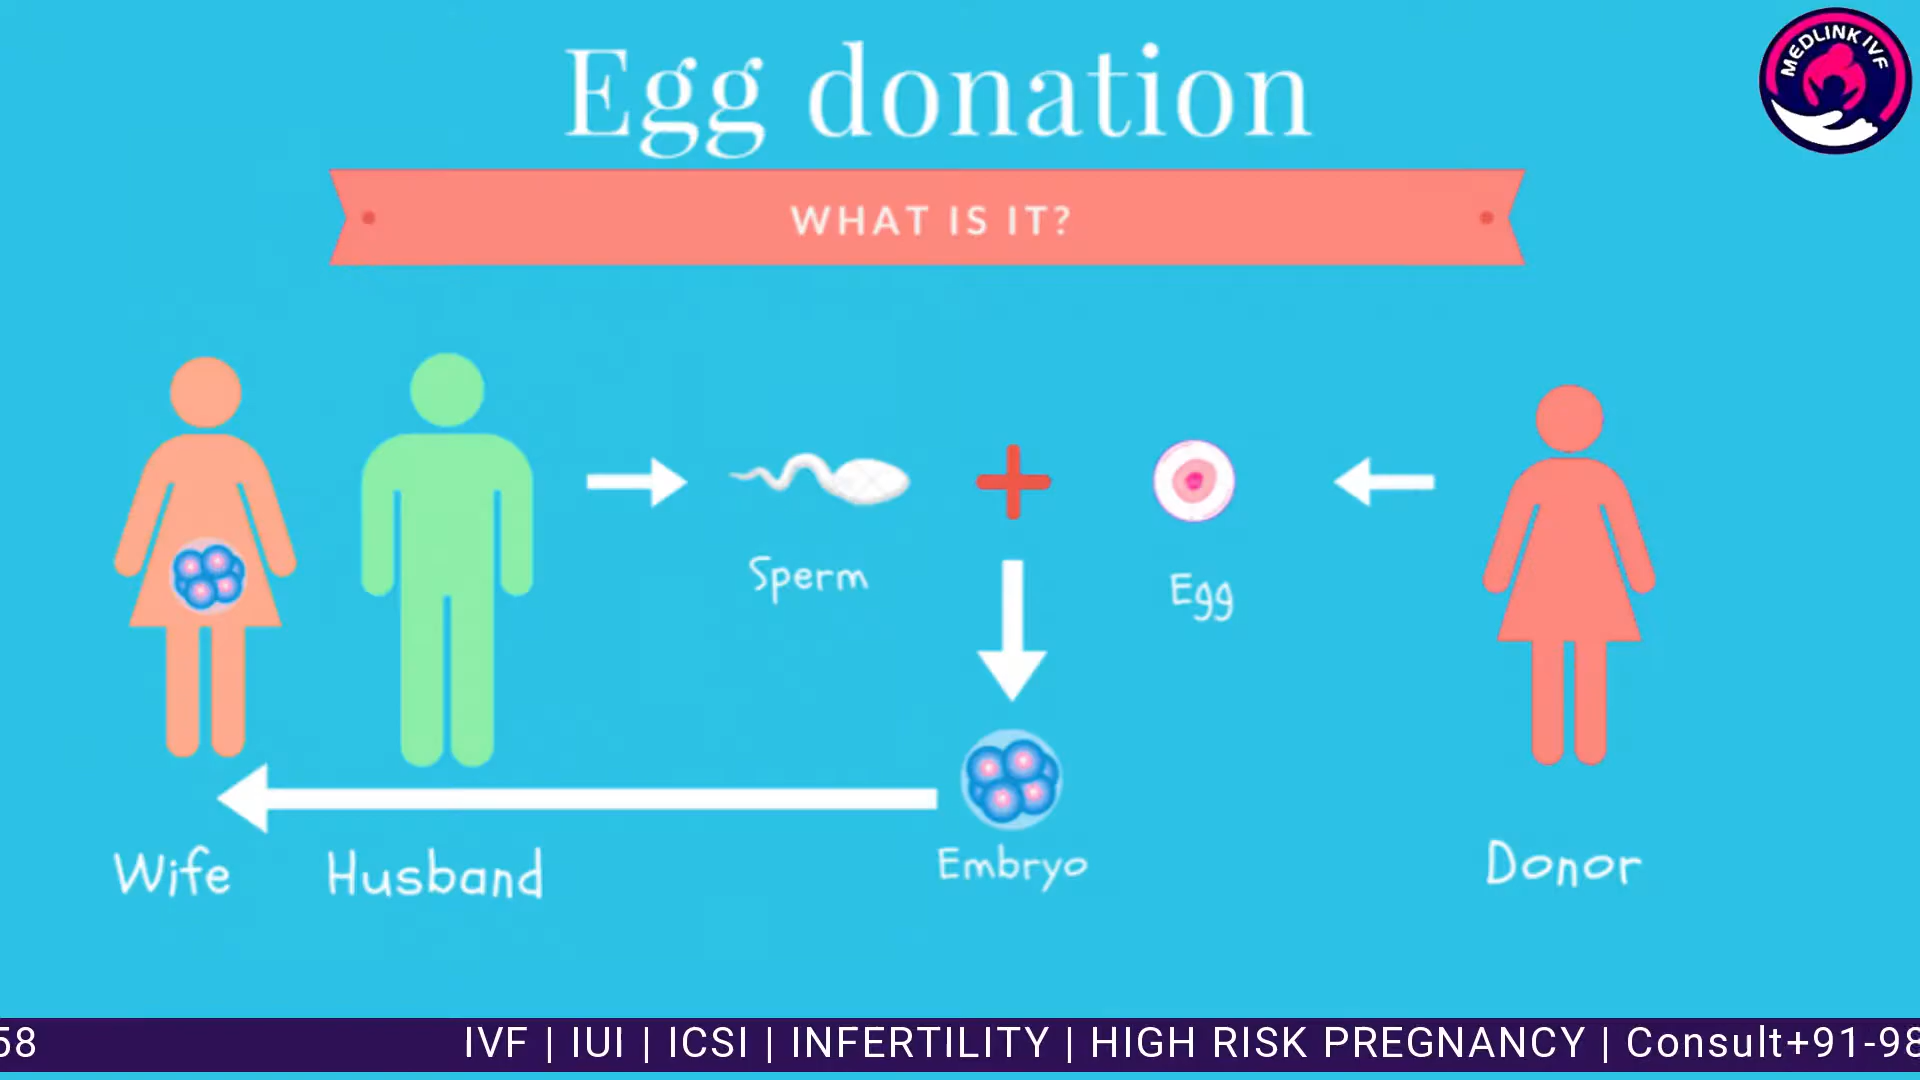 Egg donation
MEDLINK IVF
WHAT IS IT?
Sperm
Egg
Embryo
Wife
Husband
Donor
58
IVF | IUI | ICSI | INFERTILITY | HIGH RISK PREGNANCY | Consult+91-98